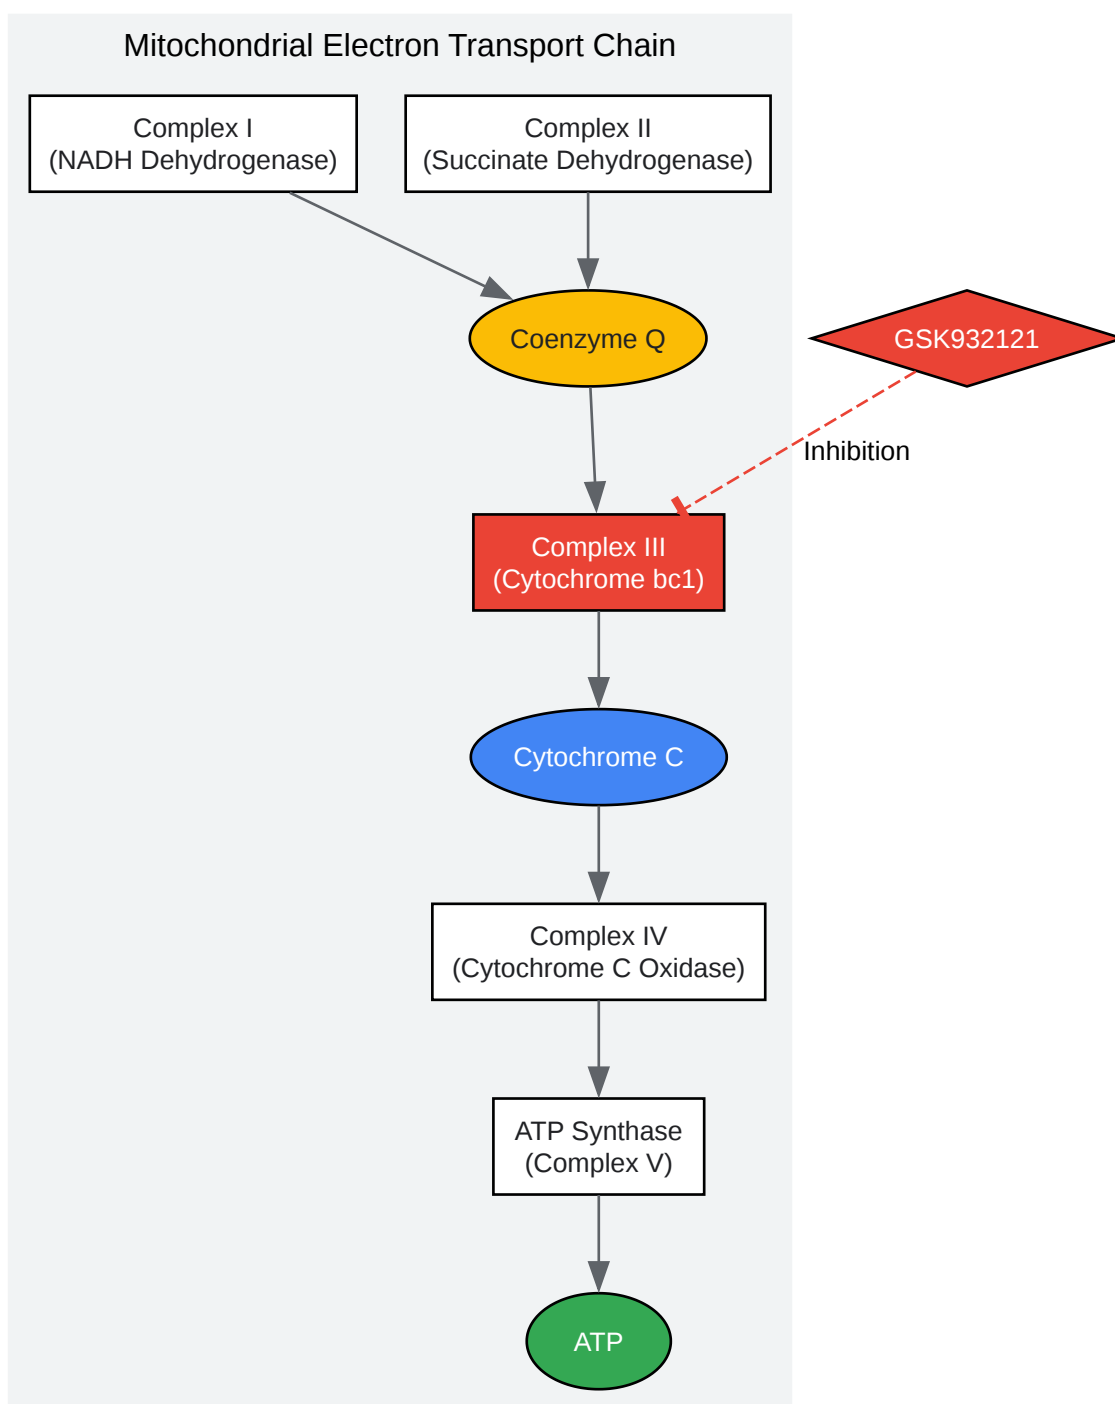 Mitochondrial Electron Transport Chain
Complex I
(NADH Dehydrogenase)
Complex II
(Succinate Dehydrogenase)
Coenzyme Q
GSK932121
Inhibition
Complex III
(Cytochrome bc1)
Cytochrome C
Complex IV
(Cytochrome C Oxidase)
ATP Synthase
(Complex V)
ATP